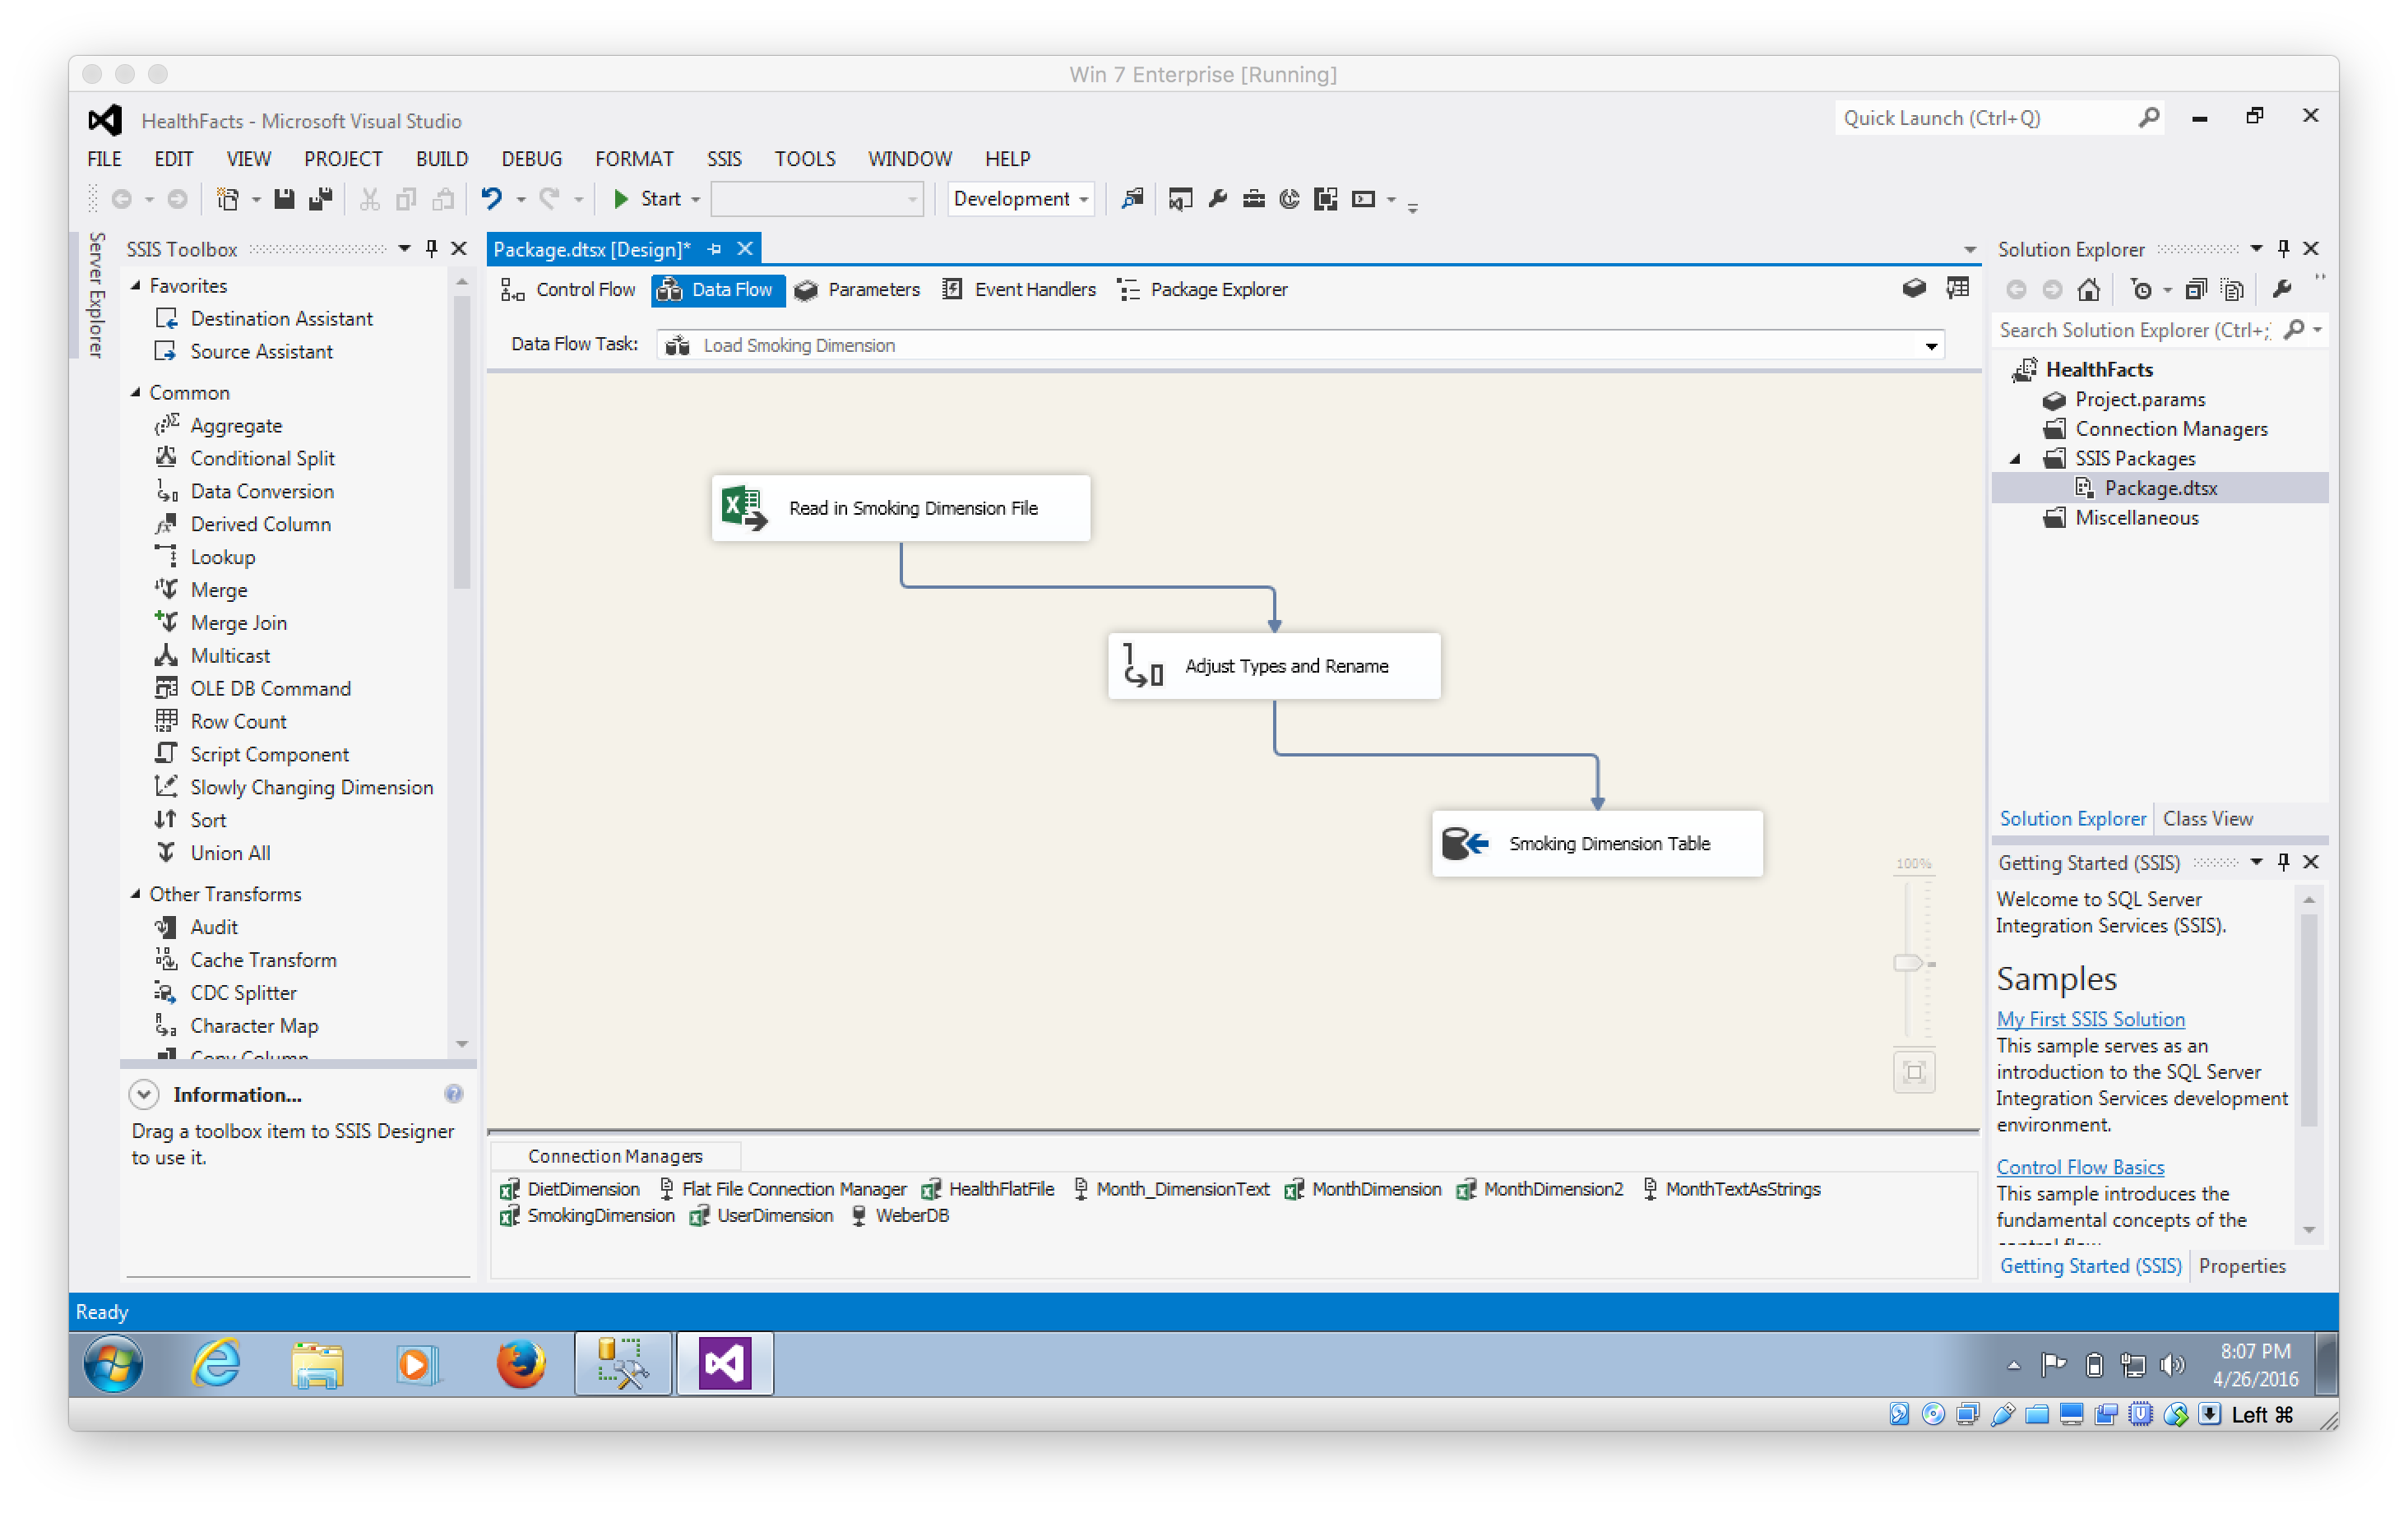 Win 7 Enterprise [Running]
HealthFacts - Microsoft Visual Studio
Quick Launch (Ctrl+Q)
FILE EDIT VIEW PROJECT BUILD DEBUG FORMAT SSIS TOOLS WINDOW HELP
Start
Development
Server Explorer
SSIS Toolbox
Favorites
Destination Assistant
Source Assistant
Common
Aggregate
Conditional Split
Data Conversion
Derived Column
Lookup
Merge
Merge Join
Multicast
OLE DB Command
Row Count
Script Component
Slowly Changing Dimension
Sort
Union All
Other Transforms
Audit
Cache Transform
CDC Splitter
Character Map
Copy Column
Information...
Drag a toolbox item to SSIS Designer
to use it.
Package.dtsx [Design]*
Control Flow Data Flow Parameters Event Handlers Package Explorer
Data Flow Task: Load Smoking Dimension
Read in Smoking Dimension File
Adjust Types and Rename
Smoking Dimension Table
100%
Connection Managers
DietDimension Flat File Connection Manager HealthFlatFile Month_DimensionText MonthDimension MonthDimension2 MonthTextAsStrings
SmokingDimension UserDimension WeberDB
Solution Explorer
Search Solution Explorer (Ctrl+;
HealthFacts
Project.params
Connection Managers
SSIS Packages
Package.dtsx
Miscellaneous
Solution Explorer Class View
Getting Started (SSIS)
Welcome to SQL Server
Integration Services (SSIS).
Samples
My First SSIS Solution
This sample serves as an
introduction to the SQL Server
Integration Services development
environment.
Control Flow Basics
This sample introduces the
fundamental concepts of the
control flow
Getting Started (SSIS) Properties
Ready
8:07 PM
4/26/2016
Left ⌘